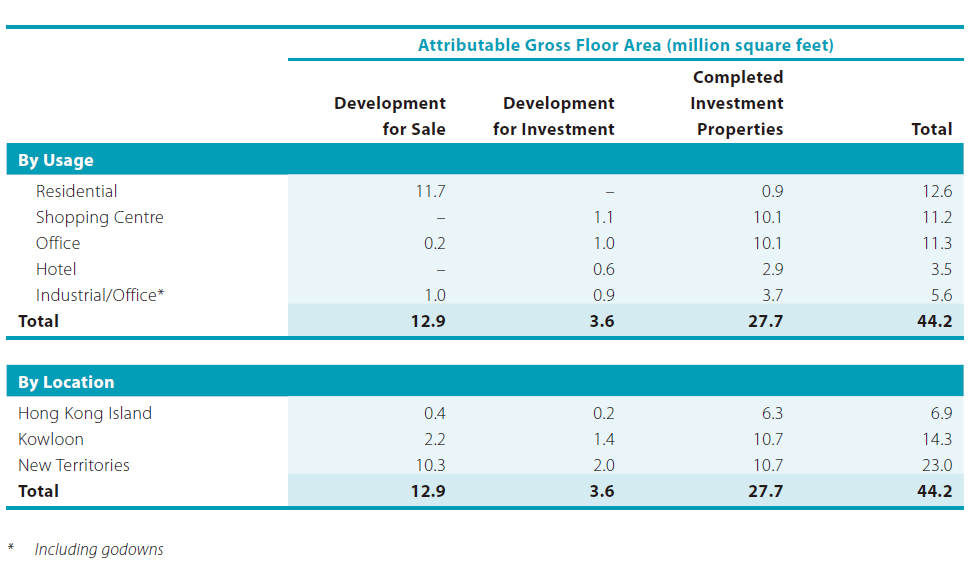 Attributable Gross Floor Area (million square feet)
Development for Sale Development for Investment Completed Investment Properties Total
By Usage
Residential 11.7 – 0.9 12.6
Shopping Centre – 1.1 10.1 11.2
Office 0.2 1.0 10.1 11.3
Hotel – 0.6 2.9 3.5
Industrial/Office* 1.0 0.9 3.7 5.6
Total 12.9 3.6 27.7 44.2
By Location
Hong Kong Island 0.4 0.2 6.3 6.9
Kowloon 2.2 1.4 10.7 14.3
New Territories 10.3 2.0 10.7 23.0
Total 12.9 3.6 27.7 44.2
* Including godowns